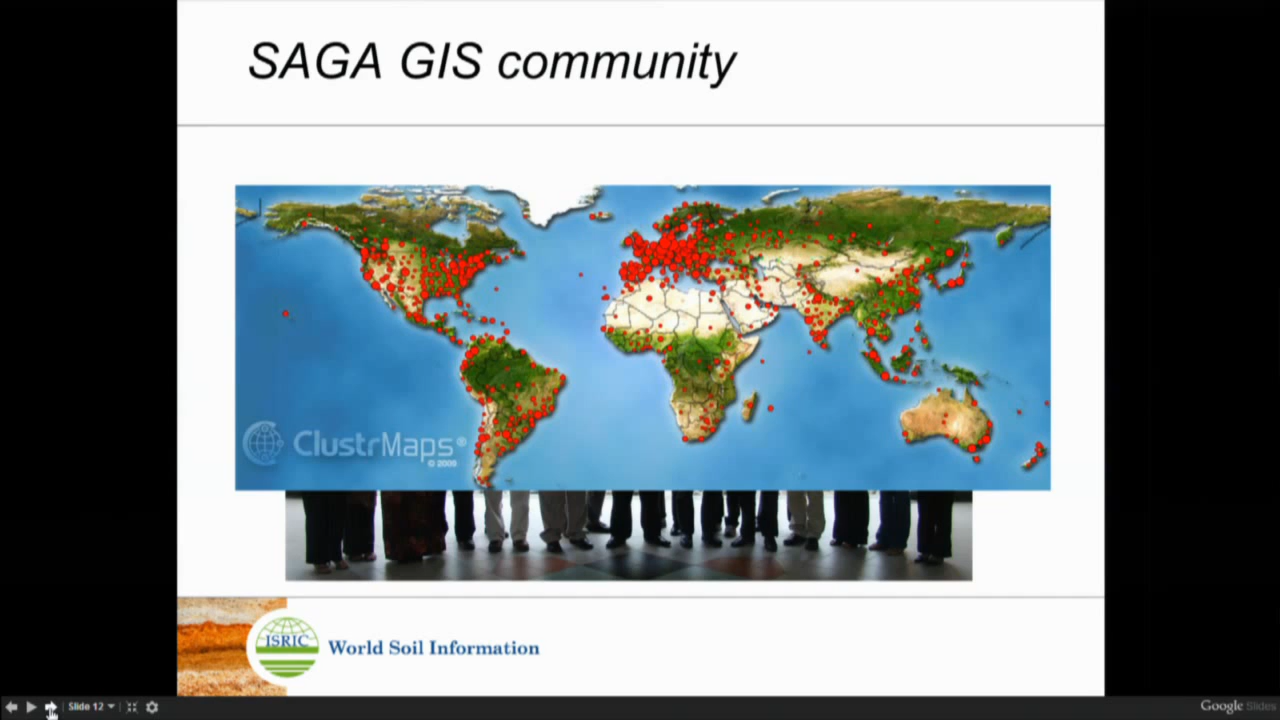 SAGA GIS community
ClustrMaps®
© 2009
ISRIC
World Soil Information
Slide 12
Google Slides